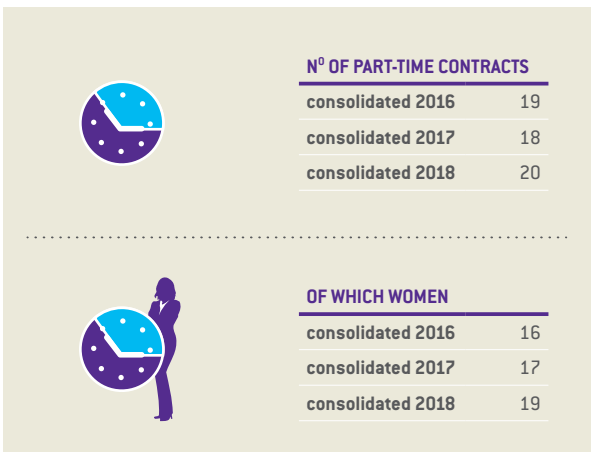 Nº OF PART-TIME CONTRACTS
consolidated 2016 19
consolidated 2017 18
consolidated 2018 20
OF WHICH WOMEN
consolidated 2016 16
consolidated 2017 17
consolidated 2018 19